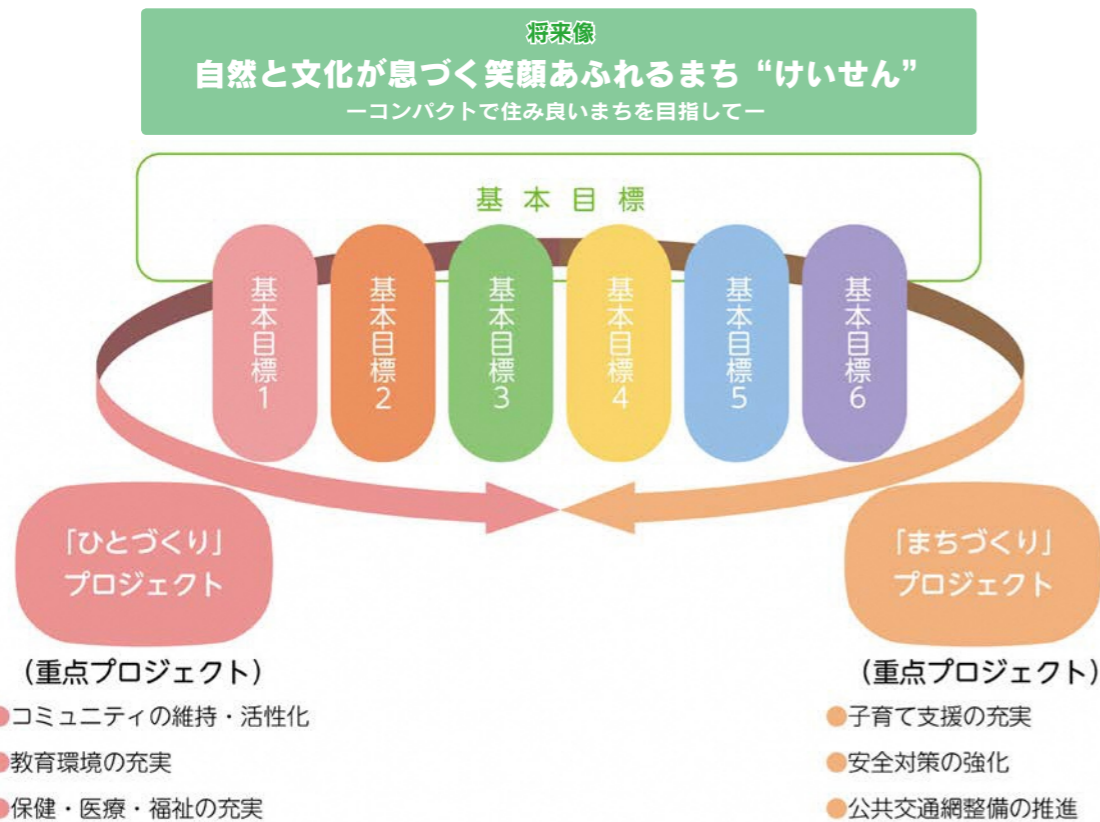 将来像
自然と文化が息づく笑顔あふれるまち“けいせん”
ーコンパクトで住み良いまちを目指してー
基本目標
基本目標1
基本目標2
基本目標3
基本目標4
基本目標5
基本目標6
「ひとづくり」
プロジェクト
(重点プロジェクト)
●コミュニティの維持・活性化
●教育環境の充実
●保健・医療・福祉の充実
「まちづくり」
プロジェクト
(重点プロジェクト)
●子育て支援の充実
●安全対策の強化
●公共交通網整備の推進